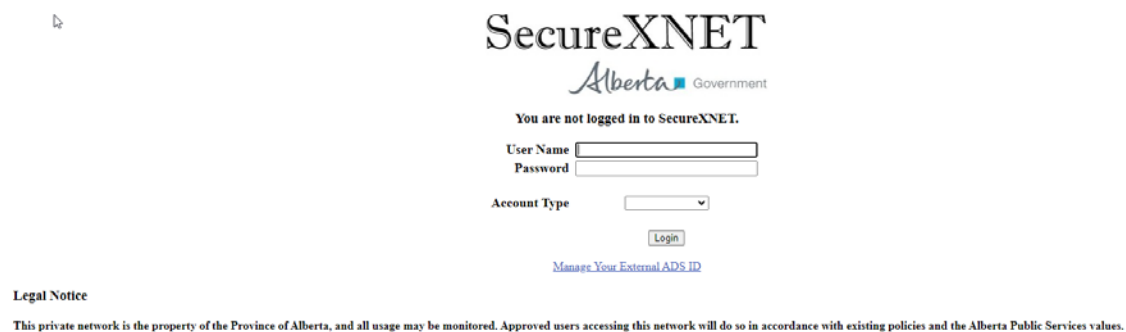 SecureXNET
Alberta Government
You are not logged in to SecureXNET.
User Name
Password
Account Type
Login
Manage Your External ADS ID
Legal Notice
This private network is the property of the Province of Alberta, and all usage may be monitored. Approved users accessing this network will do so in accordance with existing policies and the Alberta Public Services values.